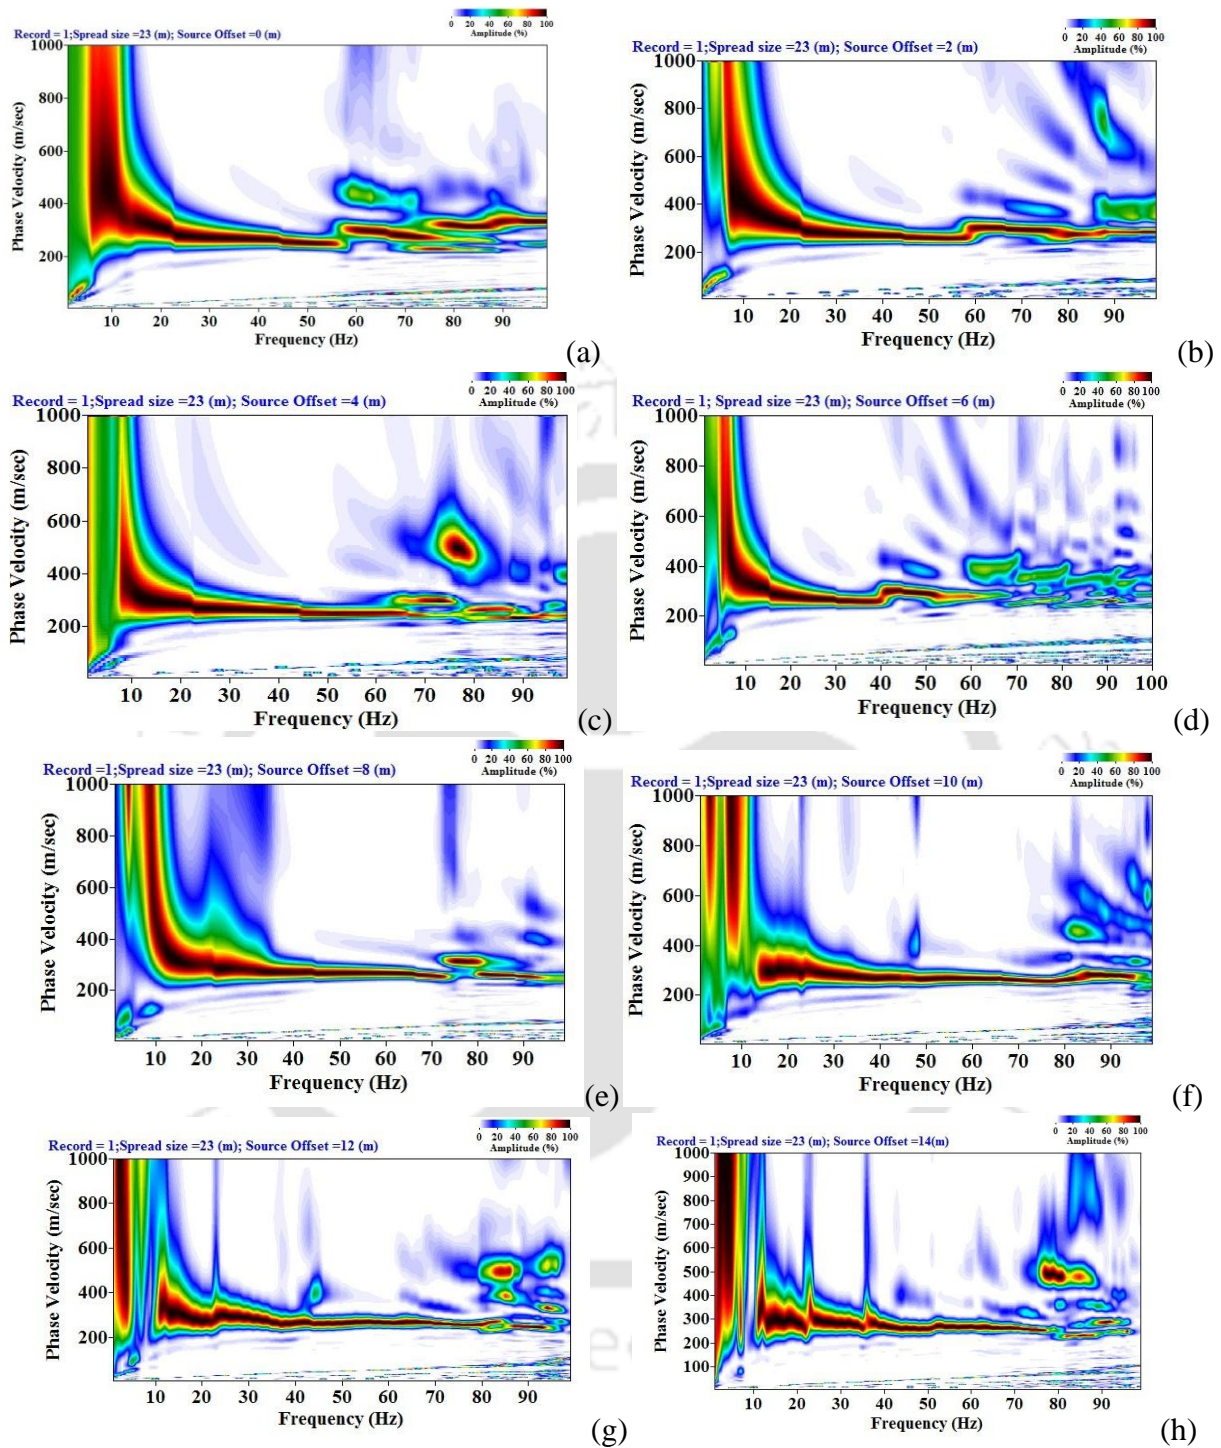 0 20 40 60 80 100
Amplitude (%)
Record = 1;Spread size =23 (m); Source Offset =0 (m)
1000
800
600
400
200
Phase Velocity (m/sec)
10 20 30 40 50 60 70 80 90
Frequency (Hz)
(a)
0 20 40 60 80 100
Amplitude (%)
Record = 1;Spread size =23 (m); Source Offset =2 (m)
1000
800
600
400
200
Phase Velocity (m/sec)
10 20 30 40 50 60 70 80 90
Frequency (Hz)
(b)
0 20 40 60 80 100
Amplitude (%)
Record = 1;Spread size =23 (m); Source Offset =4 (m)
1000
800
600
400
200
Phase Velocity (m/sec)
10 20 30 40 50 60 70 80 90
Frequency (Hz)
(c)
0 20 40 60 80 100
Amplitude (%)
Record = 1; Spread size =23 (m); Source Offset =6 (m)
1000
800
600
400
200
Phase Velocity (m/sec)
10 20 30 40 50 60 70 80 90 100
Frequency (Hz)
(d)
0 20 40 60 80 100
Amplitude (%)
Record =1;Spread size =23 (m); Source Offset =8 (m)
1000
800
600
400
200
Phase Velocity (m/sec)
10 20 30 40 50 60 70 80 90
Frequency (Hz)
(e)
0 20 40 60 80 100
Amplitude (%)
Record = 1;Spread size =23 (m); Source Offset =10 (m)
1000
800
600
400
200
Phase Velocity (m/sec)
10 20 30 40 50 60 70 80 90
Frequency (Hz)
(f)
0 20 40 60 80 100
Amplitude (%)
Record = 1;Spread size =23 (m); Source Offset =12 (m)
1000
800
600
400
200
Phase Velocity (m/sec)
10 20 30 40 50 60 70 80 90
Frequency (Hz)
(g)
0 20 40 60 80 100
Amplitude (%)
Record = 1;Spread size =23 (m); Source Offset =14(m)
1000
900
800
700
600
500
400
300
200
100
Phase Velocity (m/sec)
10 20 30 40 50 60 70 80 90
Frequency (Hz)
(h)